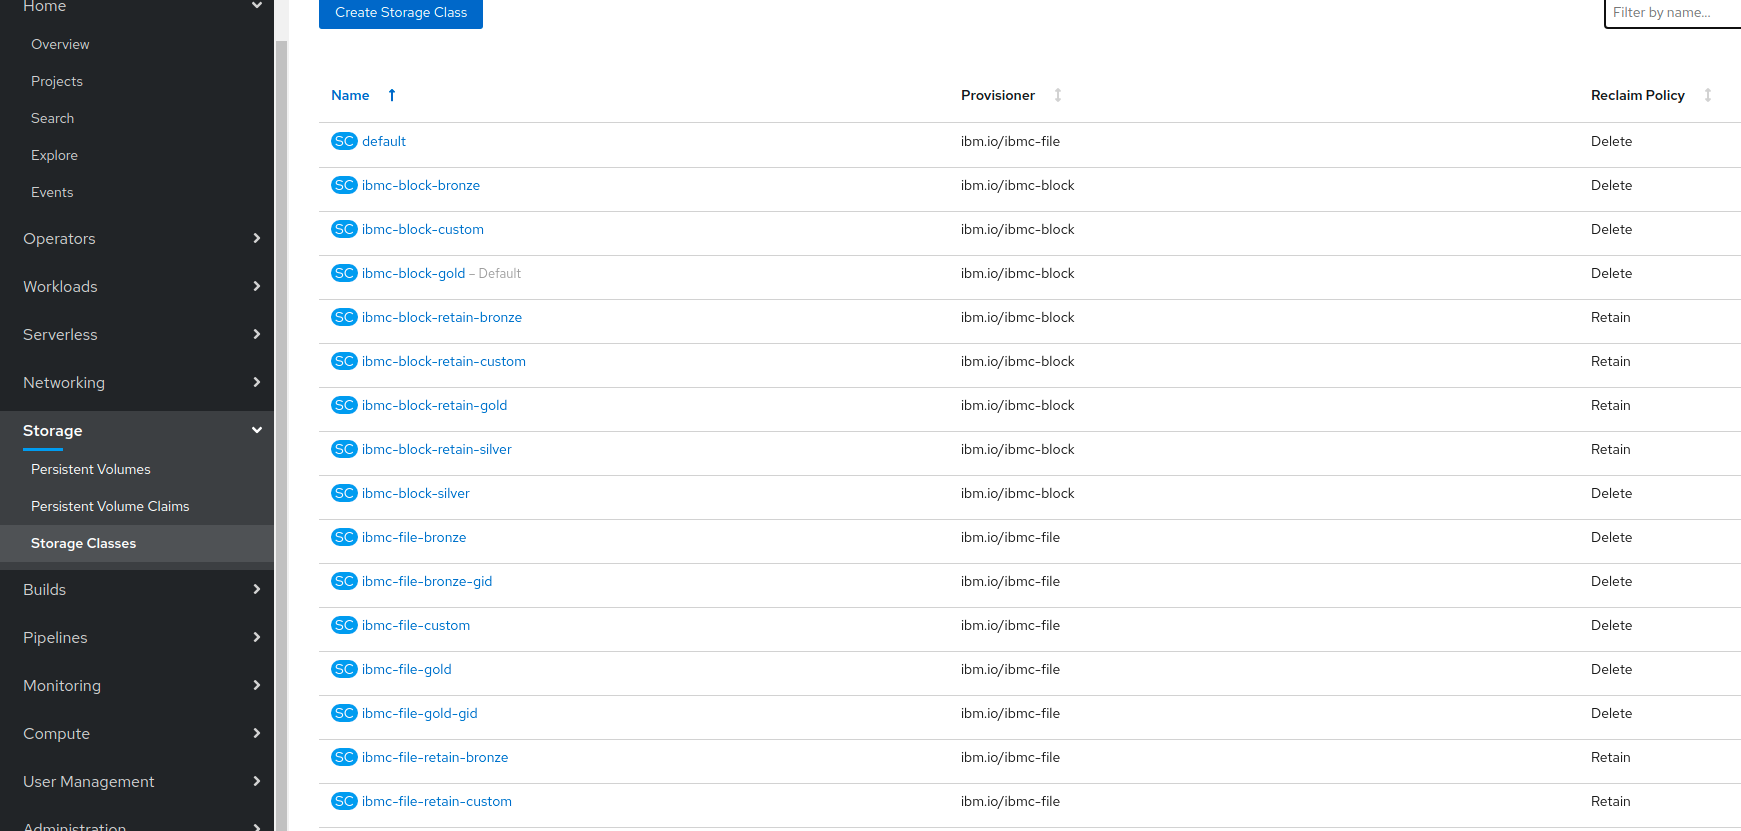 Home
Overview
Projects
Search
Explore
Events
Operators
Workloads
Serverless
Networking
Storage
Persistent Volumes
Persistent Volume Claims
Storage Classes
Builds
Pipelines
Monitoring
Compute
User Management
Administration
Create Storage Class
Filter by name...
Name Provisioner Reclaim Policy
SC default ibm.io/ibmc-file Delete
SC ibmc-block-bronze ibm.io/ibmc-block Delete
SC ibmc-block-custom ibm.io/ibmc-block Delete
SC ibmc-block-gold – Default ibm.io/ibmc-block Delete
SC ibmc-block-retain-bronze ibm.io/ibmc-block Retain
SC ibmc-block-retain-custom ibm.io/ibmc-block Retain
SC ibmc-block-retain-gold ibm.io/ibmc-block Retain
SC ibmc-block-retain-silver ibm.io/ibmc-block Retain
SC ibmc-block-silver ibm.io/ibmc-block Delete
SC ibmc-file-bronze ibm.io/ibmc-file Delete
SC ibmc-file-bronze-gid ibm.io/ibmc-file Delete
SC ibmc-file-custom ibm.io/ibmc-file Delete
SC ibmc-file-gold ibm.io/ibmc-file Delete
SC ibmc-file-gold-gid ibm.io/ibmc-file Delete
SC ibmc-file-retain-bronze ibm.io/ibmc-file Retain
SC ibmc-file-retain-custom ibm.io/ibmc-file Retain